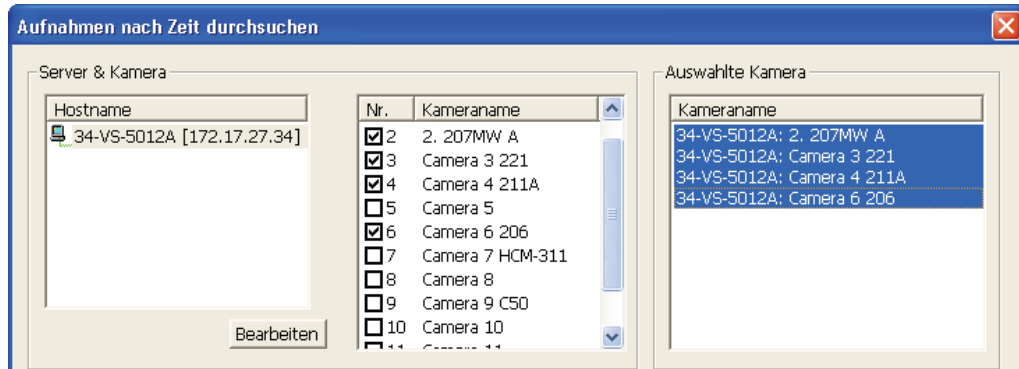 Aufnahmen nach Zeit durchsuchen
Server & Kamera
Hostname
34-VS-5012A [172.17.27.34]
Bearbeiten
Nr. Kameraname
2 2. 207MW A
3 Camera 3 221
4 Camera 4 211A
5 Camera 5
6 Camera 6 206
7 Camera 7 HCM-311
8 Camera 8
9 Camera 9 C50
10 Camera 10
11 Camera 11
Auswahlte Kamera
Kameraname
34-VS-5012A: 2. 207MW A
34-VS-5012A: Camera 3 221
34-VS-5012A: Camera 4 211A
34-VS-5012A: Camera 6 206